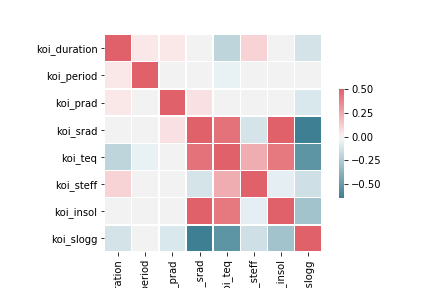 koi_duration
koi_period
koi_prad
koi_srad
koi_teq
koi_steff
koi_insol
koi_slogg
0.50
0.25
0.00
−0.25
−0.50
ration
eriod
_prad
_srad
oi_teq
_steff
_insol
slogg